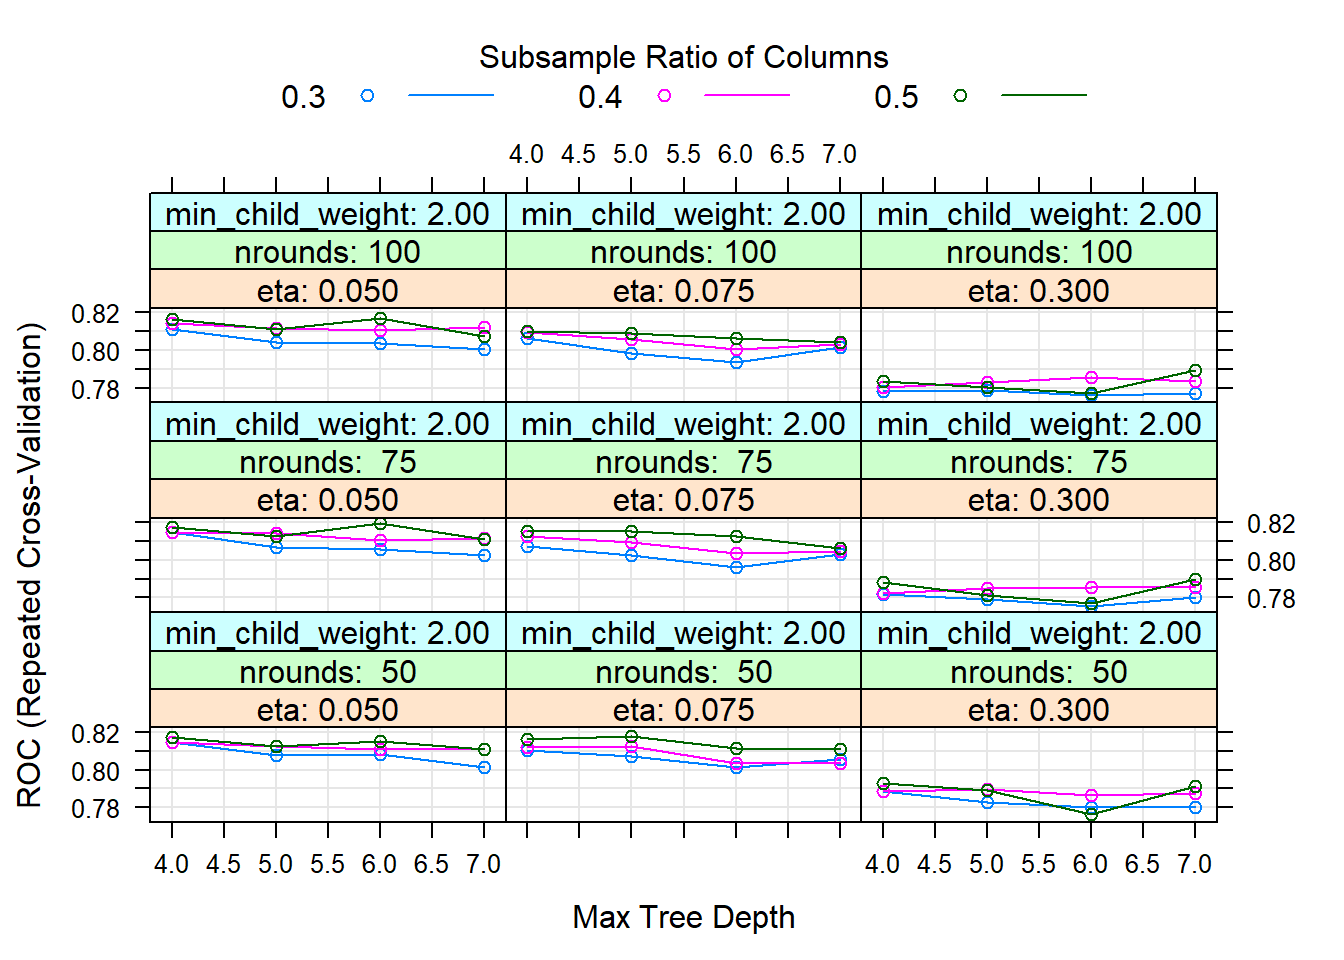 Subsample Ratio of Columns
0.3 0.4 0.5
4.0 4.5 5.0 5.5 6.0 6.5 7.0
min_child_weight: 2.00 min_child_weight: 2.00 min_child_weight: 2.00
nrounds: 100 nrounds: 100 nrounds: 100
eta: 0.050 eta: 0.075 eta: 0.300
0.82
0.80
0.78
min_child_weight: 2.00 min_child_weight: 2.00 min_child_weight: 2.00
nrounds:  75 nrounds:  75 nrounds:  75
eta: 0.050 eta: 0.075 eta: 0.300
0.82
0.80
0.78
min_child_weight: 2.00 min_child_weight: 2.00 min_child_weight: 2.00
nrounds:  50 nrounds:  50 nrounds:  50
eta: 0.050 eta: 0.075 eta: 0.300
0.82
0.80
0.78
ROC (Repeated Cross-Validation)
4.0 4.5 5.0 5.5 6.0 6.5 7.0 4.0 4.5 5.0 5.5 6.0 6.5 7.0
Max Tree Depth